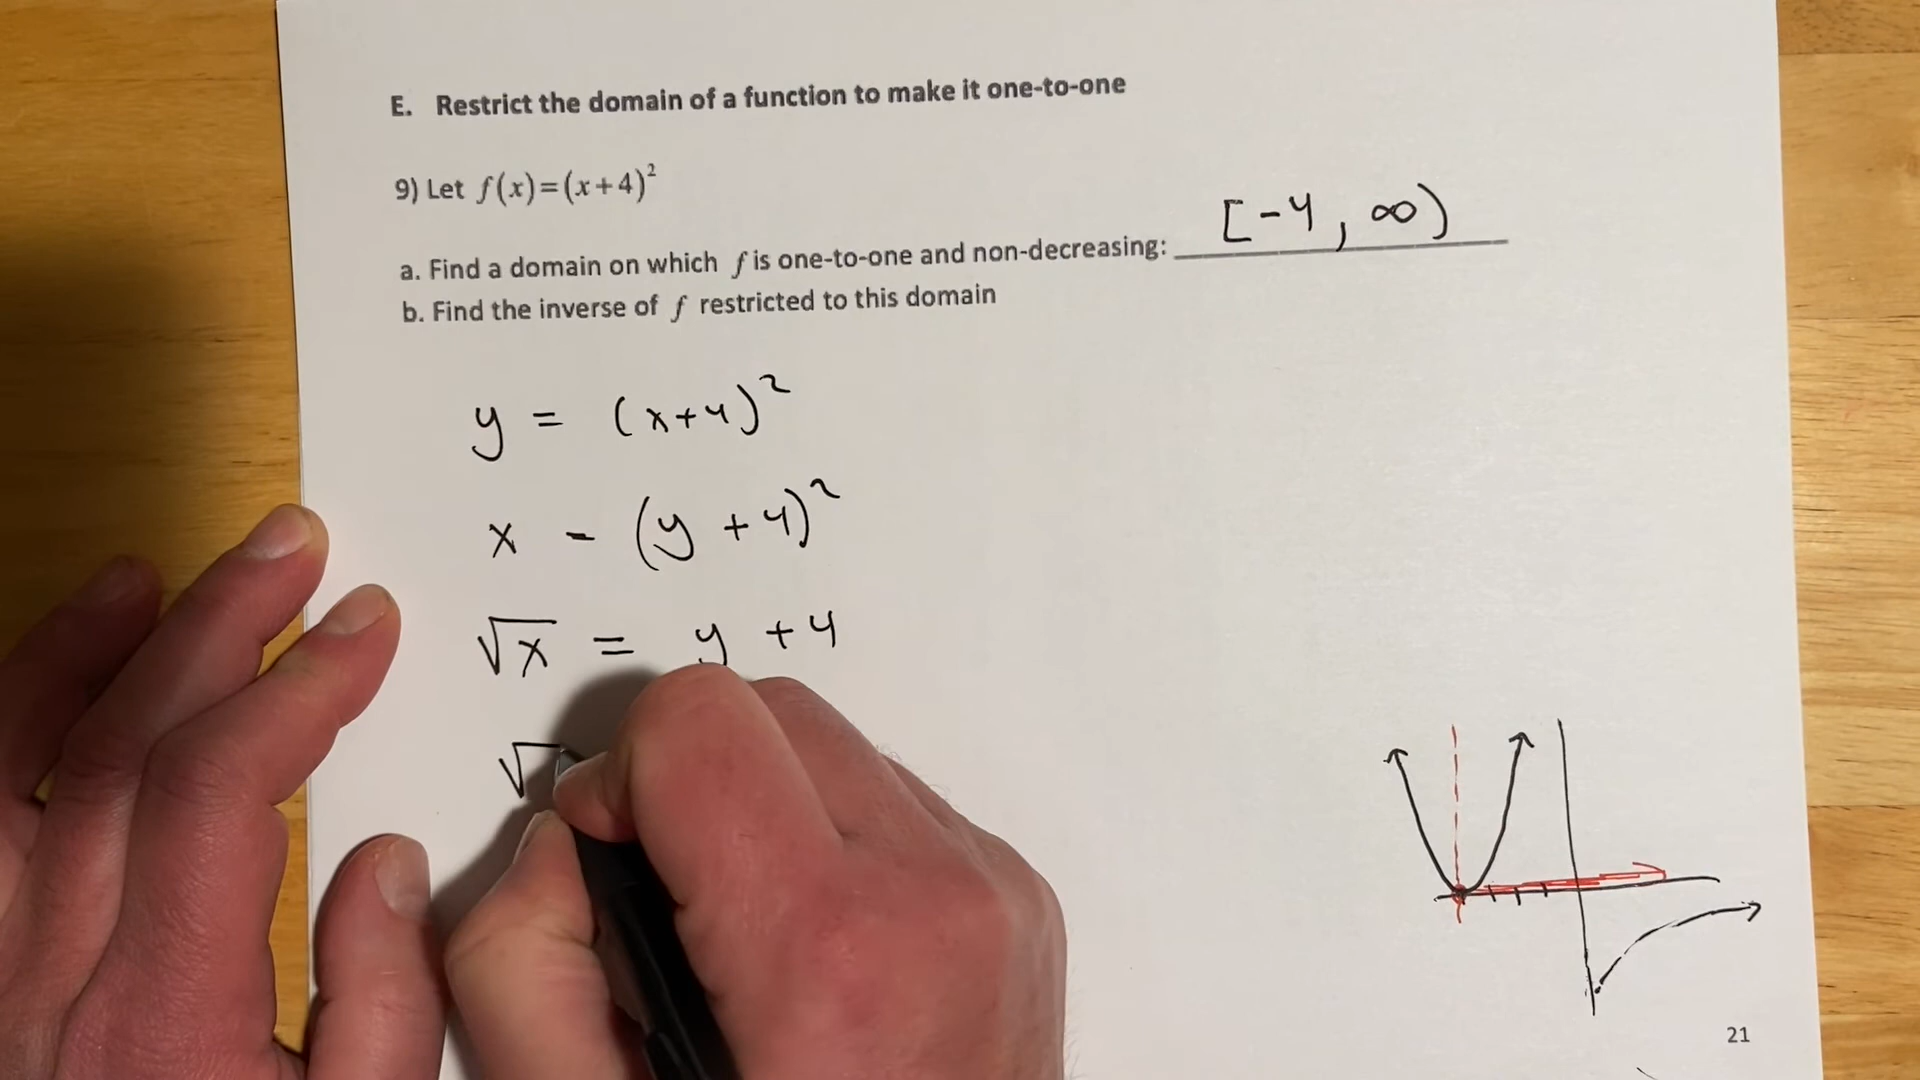 E. Restrict the domain of a function to make it one-to-one
9) Let f(x)=(x+4)²
a. Find a domain on which f is one-to-one and non-decreasing: [-4, ∞)
b. Find the inverse of f restricted to this domain
y = (x+4)²
x - (y +4)²
√x = y +4
√
21